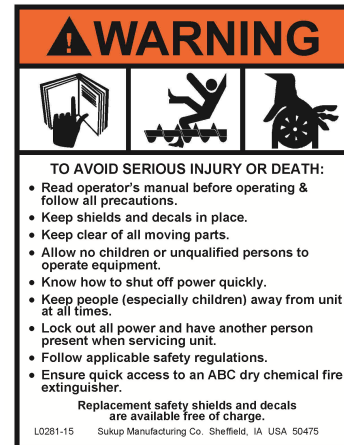 WARNING
TO AVOID SERIOUS INJURY OR DEATH:
• Read operator's manual before operating &
follow all precautions.
• Keep shields and decals in place.
• Keep clear of all moving parts.
• Allow no children or unqualified persons to
operate equipment.
• Know how to shut off power quickly.
• Keep people (especially children) away from unit
at all times.
• Lock out all power and have another person
present when servicing unit.
• Follow applicable safety regulations.
• Ensure quick access to an ABC dry chemical fire
extinguisher.
Replacement safety shields and decals
are available free of charge.
L0281-15 Sukup Manufacturing Co. Sheffield, IA USA 50475